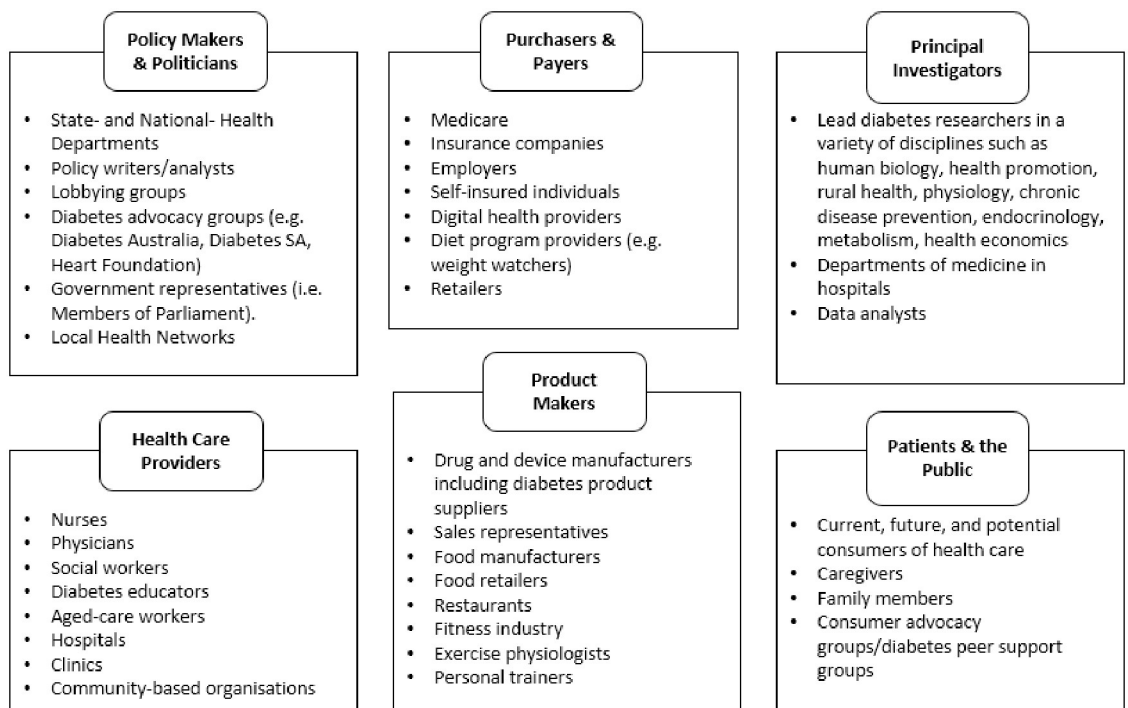 Policy Makers
& Politicians
• State- and National- Health
Departments
• Policy writers/analysts
• Lobbying groups
• Diabetes advocacy groups (e.g.
Diabetes Australia, Diabetes SA,
Heart Foundation)
• Government representatives (i.e.
Members of Parliament).
• Local Health Networks
Purchasers &
Payers
• Medicare
• Insurance companies
• Employers
• Self-insured individuals
• Digital health providers
• Diet program providers (e.g.
weight watchers)
• Retailers
Principal
Investigators
• Lead diabetes researchers in a
variety of disciplines such as
human biology, health promotion,
rural health, physiology, chronic
disease prevention, endocrinology,
metabolism, health economics
• Departments of medicine in
hospitals
• Data analysts
Health Care
Providers
• Nurses
• Physicians
• Social workers
• Diabetes educators
• Aged-care workers
• Hospitals
• Clinics
• Community-based organisations
Product
Makers
• Drug and device manufacturers
including diabetes product
suppliers
• Sales representatives
• Food manufacturers
• Food retailers
• Restaurants
• Fitness industry
• Exercise physiologists
• Personal trainers
Patients & the
Public
• Current, future, and potential
consumers of health care
• Caregivers
• Family members
• Consumer advocacy
groups/diabetes peer support
groups